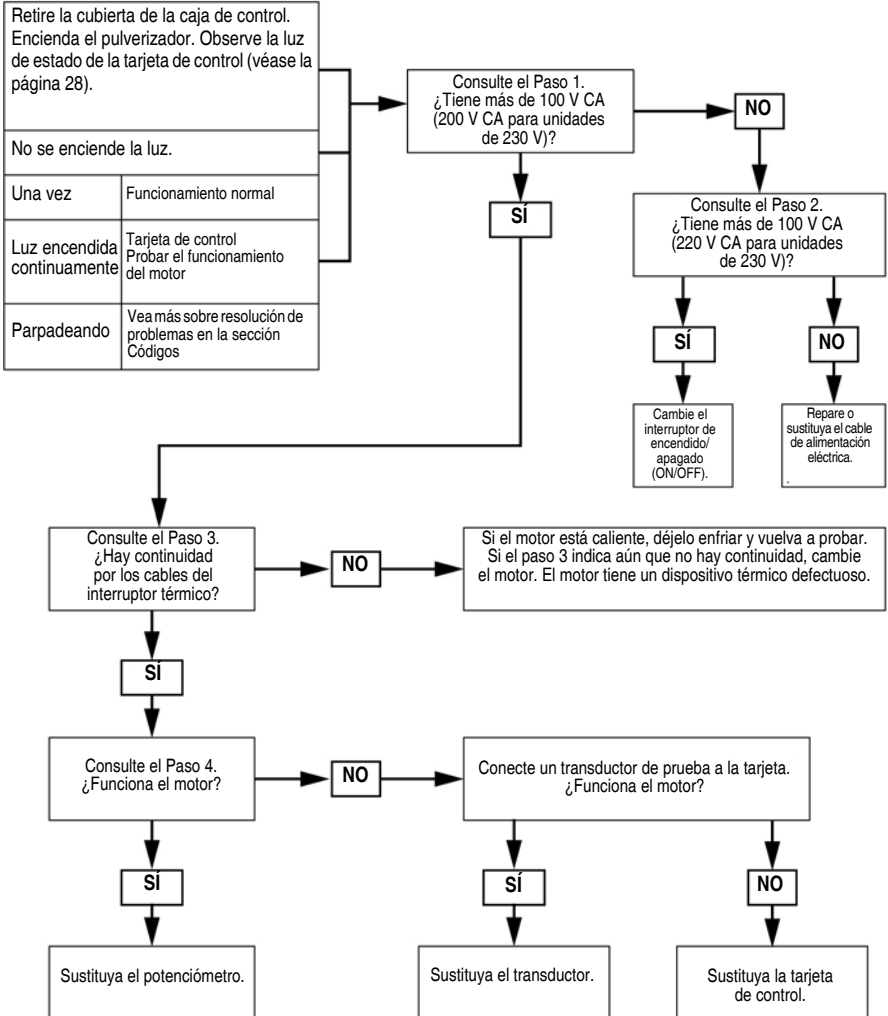 Retire la cubierta de la caja de control.
Encienda el pulverizador. Observe la luz
de estado de la tarjeta de control (véase la
página 28).
No se enciende la luz.
Una vez
Funcionamiento normal
Luz encendida
continuamente
Tarjeta de control
Probar el funcionamiento
del motor
Parpadeando
Vea más sobre resolución de
problemas en la sección
Códigos
Consulte el Paso 1.
¿Tiene más de 100 V CA
(200 V CA para unidades
de 230 V)?
NO
SÍ
Consulte el Paso 2.
¿Tiene más de 100 V CA
(220 V CA para unidades
de 230 V)?
SÍ
NO
Cambie el
interruptor de
encendido/
apagado
(ON/OFF).
Repare o
sustituya el cable
de alimentación
eléctrica.
.
Consulte el Paso 3.
¿Hay continuidad
por los cables del
interruptor térmico?
NO
Si el motor está caliente, déjelo enfriar y vuelva a probar.
Si el paso 3 indica aún que no hay continuidad, cambie
el motor. El motor tiene un dispositivo térmico defectuoso.
SÍ
Consulte el Paso 4.
¿Funciona el motor?
NO
Conecte un transductor de prueba a la tarjeta.
¿Funciona el motor?
SÍ
SÍ
NO
Sustituya el potenciómetro.
Sustituya el transductor.
Sustituya la tarjeta
de control.